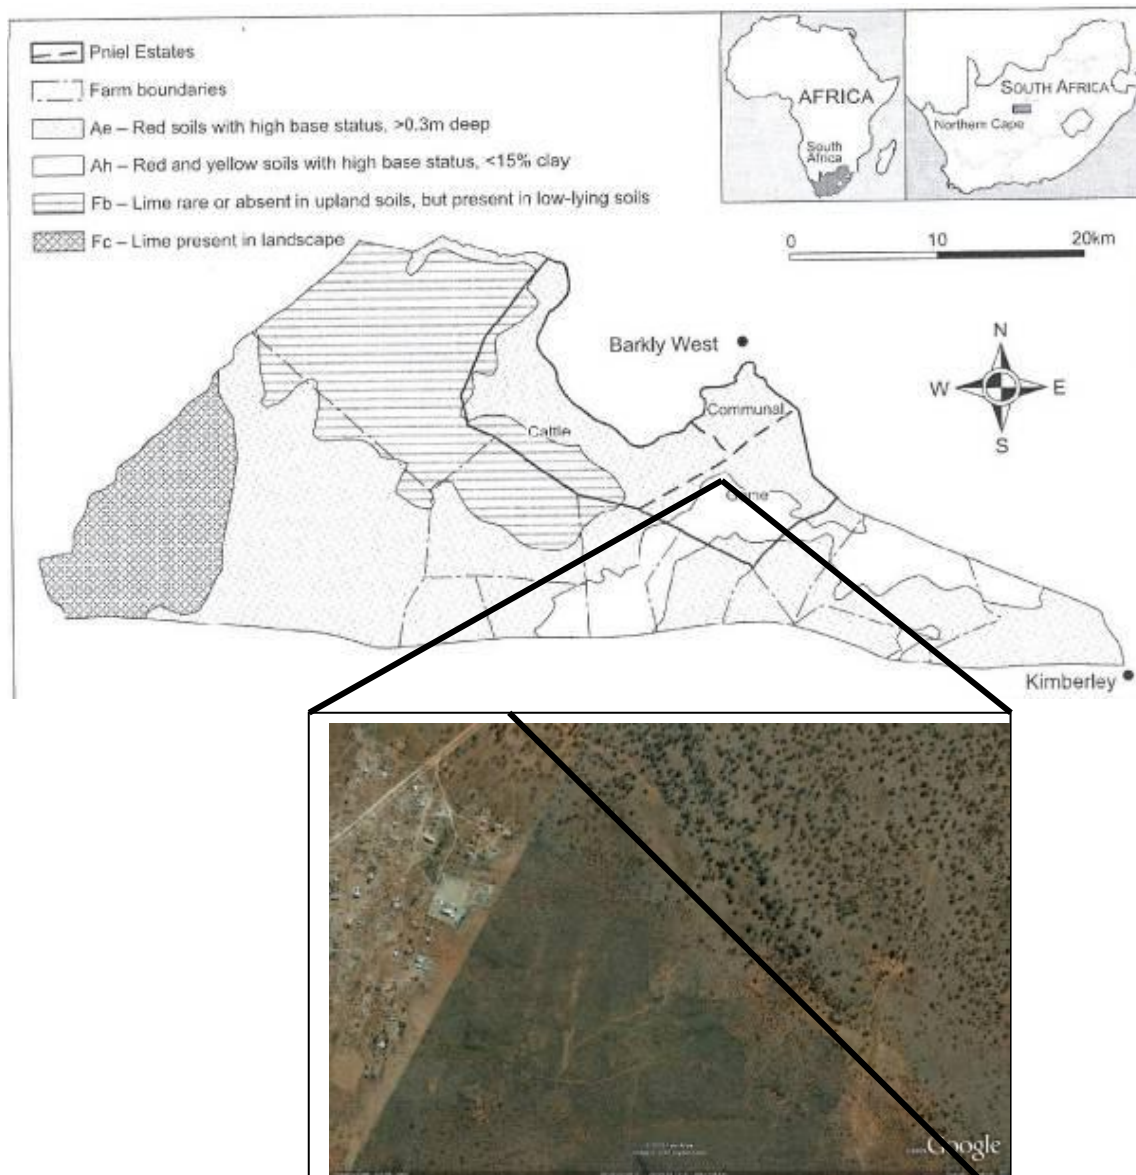 Pniel Estates
Farm boundaries
Ae – Red soils with high base status, >0.3m deep
Ah – Red and yellow soils with high base status, <15% clay
Fb – Lime rare or absent in upland soils, but present in low-lying soils
Fc – Lime present in landscape
AFRICA
South
Africa
SOUTH AFRICA
Northern Cape
0 10 20km
Barkly West
N
W E
S
Communal
Cattle
Kimberley
Google